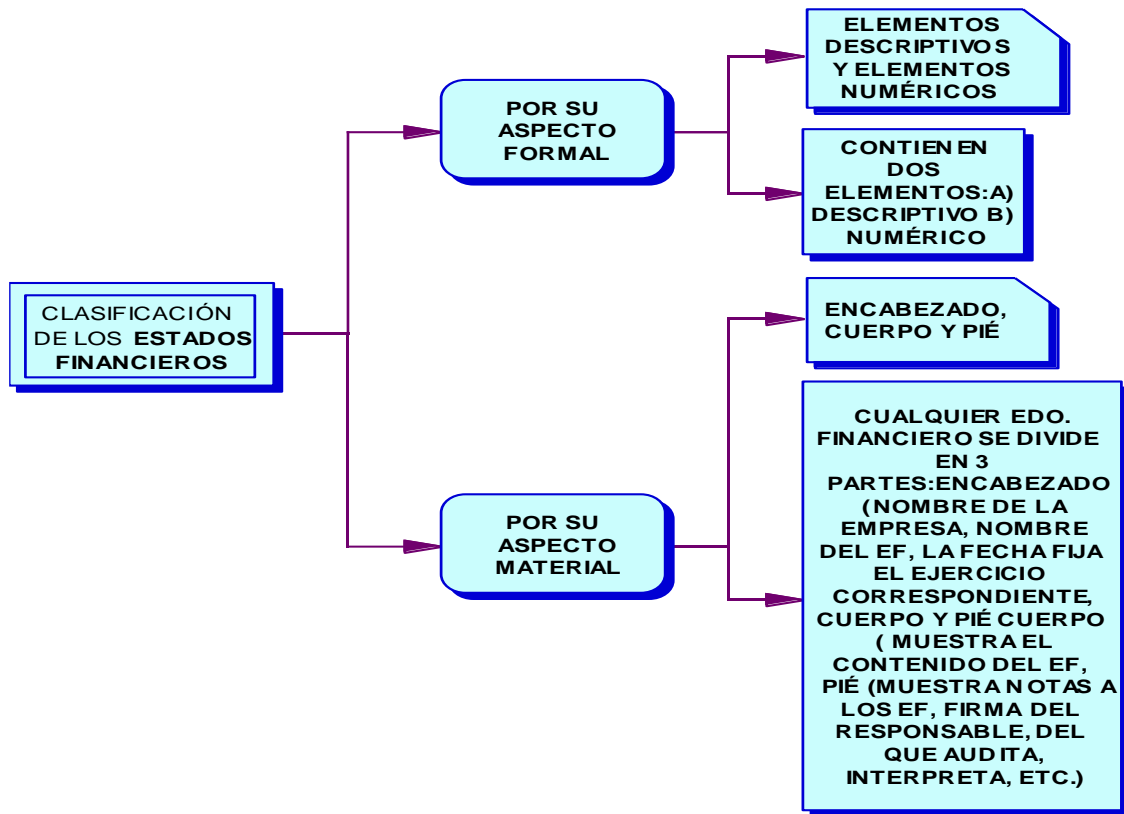 ELEMENTOS
DESCRIPTIVOS
Y ELEMENTOS
NUMÉRICOS
POR SU
ASPECTO
FORMAL
CONTIENEN
DOS
ELEMENTOS:A)
DESCRIPTIVO B)
NUMÉRICO
CLASIFICACIÓN
DE LOS ESTADOS
FINANCIEROS
ENCABEZADO,
CUERPO Y PIÉ
POR SU
ASPECTO
MATERIAL
CUALQUIER EDO.
FINANCIERO SE DIVIDE
EN 3
PARTES:ENCABEZADO
(NOMBRE DE LA
EMPRESA, NOMBRE
DEL EF, LA FECHA FIJA
EL EJERCICIO
CORRESPONDIENTE,
CUERPO Y PIÉ CUERPO
( MUESTRA EL
CONTENIDO DEL EF,
PIÉ (MUESTRA NOTAS A
LOS EF, FIRMA DEL
RESPONSABLE, DEL
QUE AUDITA,
INTERPRETA, ETC.)